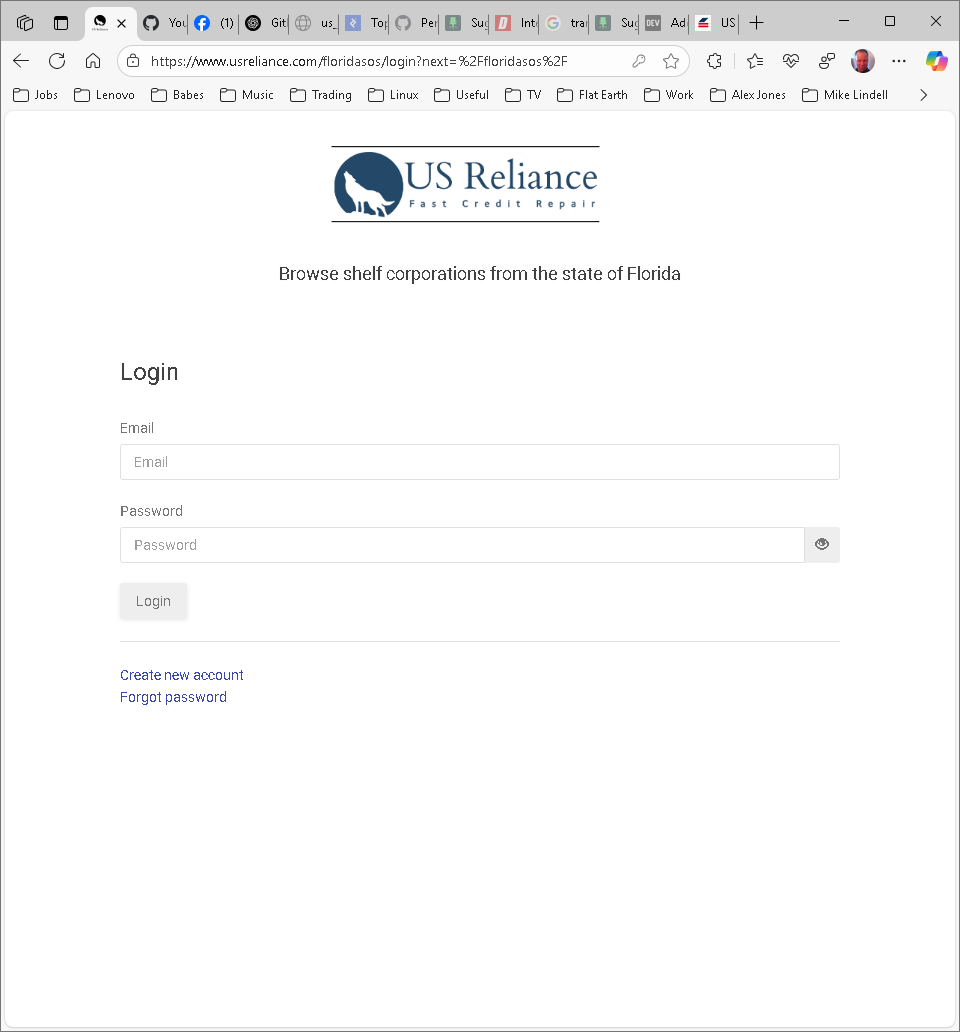 You
(1)
Git
us_
Top
Per
Sug
Inte
trai
Sug
DEV
Ad
US
https://www.usreliance.com/floridasos/login?next=%2Ffloridasos%2F
Jobs Lenovo Babes Music Trading Linux Useful TV Flat Earth Work Alex Jones Mike Lindell
US Reliance
Fast Credit Repair
Browse shelf corporations from the state of Florida
Login
Email
Email
Password
Password
Login
Create new account
Forgot password